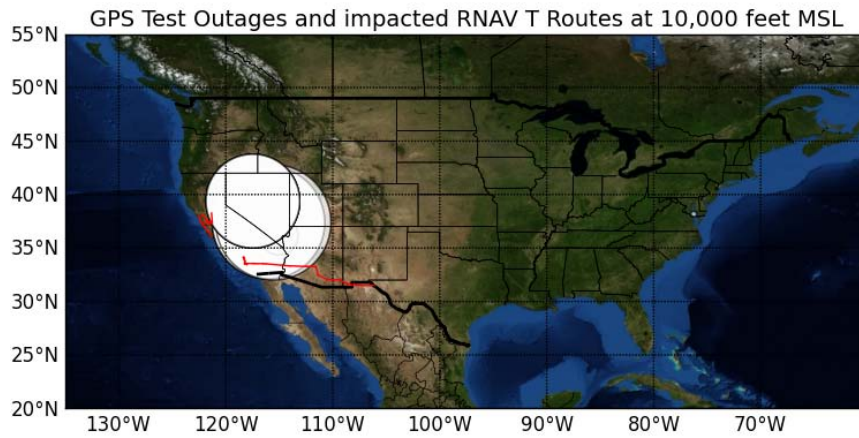 GPS Test Outages and impacted RNAV T Routes at 10,000 feet MSL
55°N
50°N
45°N
40°N
35°N
30°N
25°N
20°N
130°W 120°W 110°W 100°W 90°W 80°W 70°W